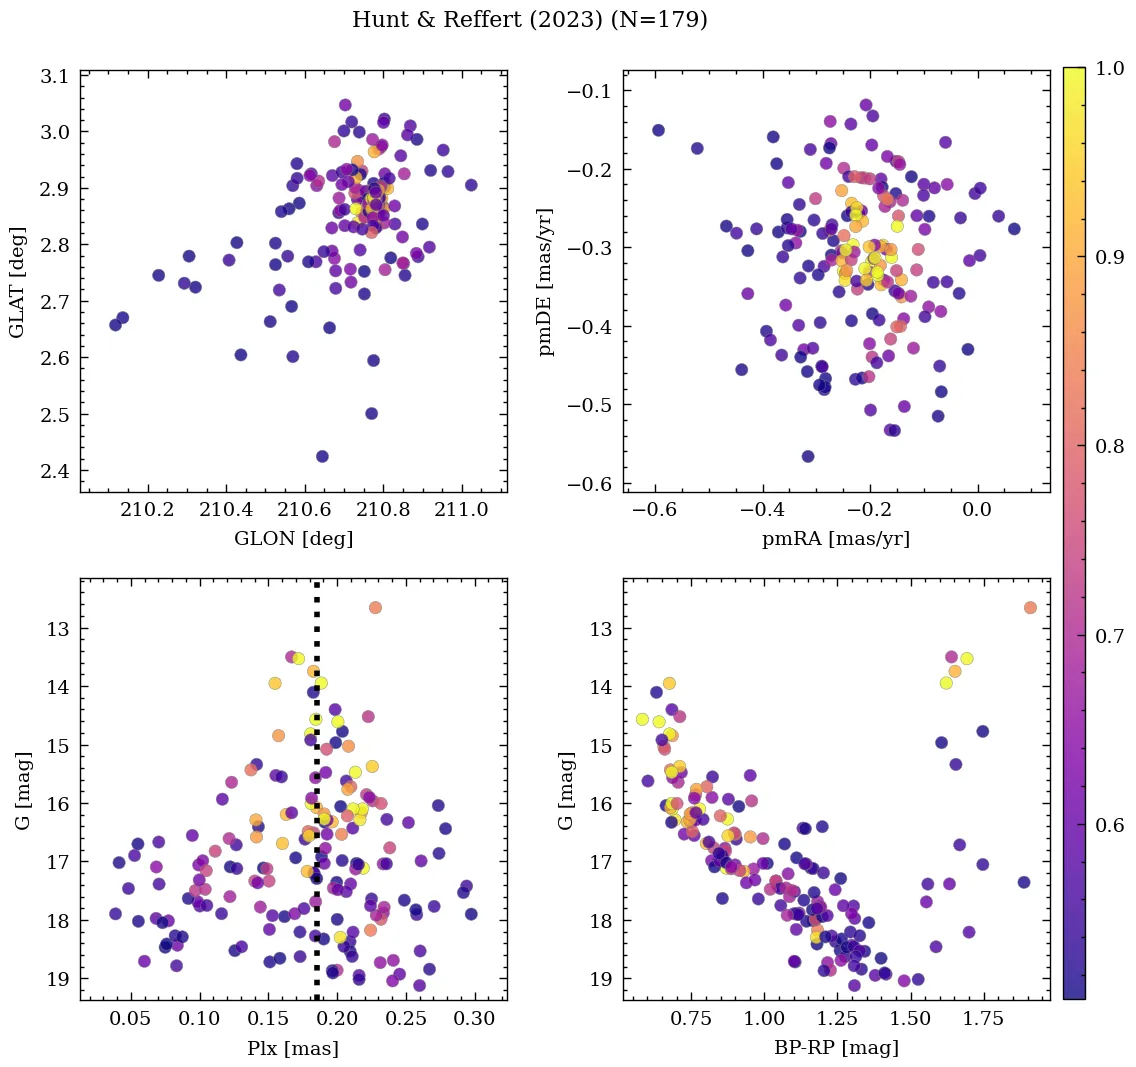 Hunt & Reffert (2023) (N=179)
3.1
3.0
2.9
2.8
2.7
2.6
2.5
2.4
GLAT [deg]
210.2 210.4 210.6 210.8 211.0
GLON [deg]
−0.1
−0.2
−0.3
−0.4
−0.5
−0.6
pmDE [mas/yr]
−0.6 −0.4 −0.2 0.0
pmRA [mas/yr]
13
14
15
16
17
18
19
G [mag]
0.05 0.10 0.15 0.20 0.25 0.30
Plx [mas]
13
14
15
16
17
18
19
G [mag]
0.75 1.00 1.25 1.50 1.75
BP-RP [mag]
1.0
0.9
0.8
0.7
0.6